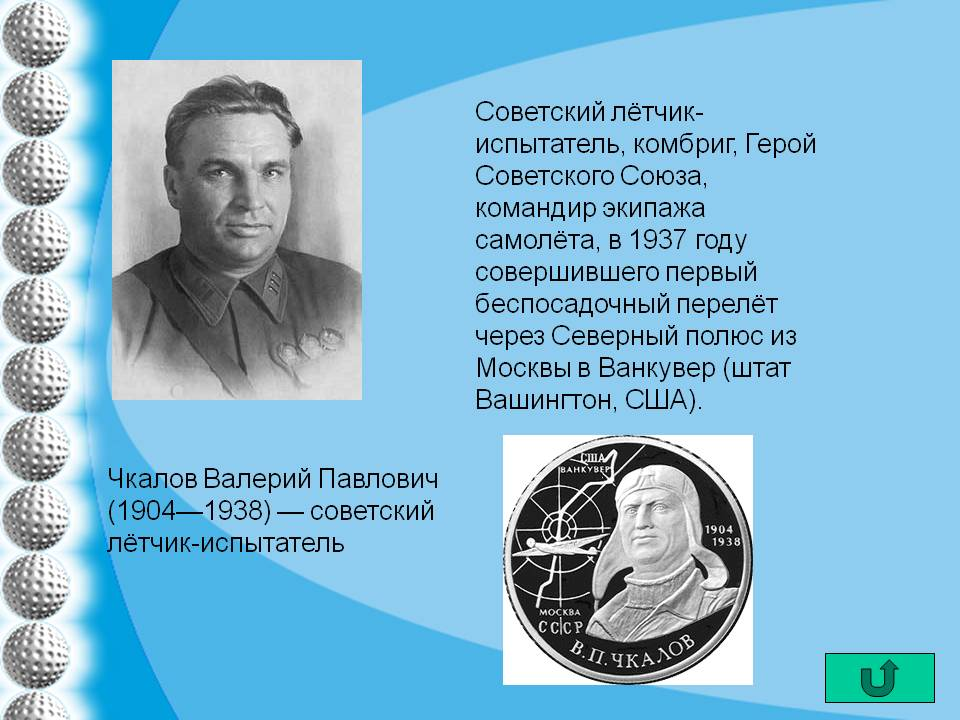 Советский лётчик-
испытатель, комбриг, Герой
Советского Союза,
командир экипажа
самолёта, в 1937 году
совершившего первый
беспосадочный перелёт
через Северный полюс из
Москвы в Ванкувер (штат
Вашингтон, США).
Чкалов Валерий Павлович
(1904—1938) — советский
лётчик-испытатель
США
ВАНКУВЕР
1904
1938
МОСКВА
СССР
В.П.ЧКАЛОВ